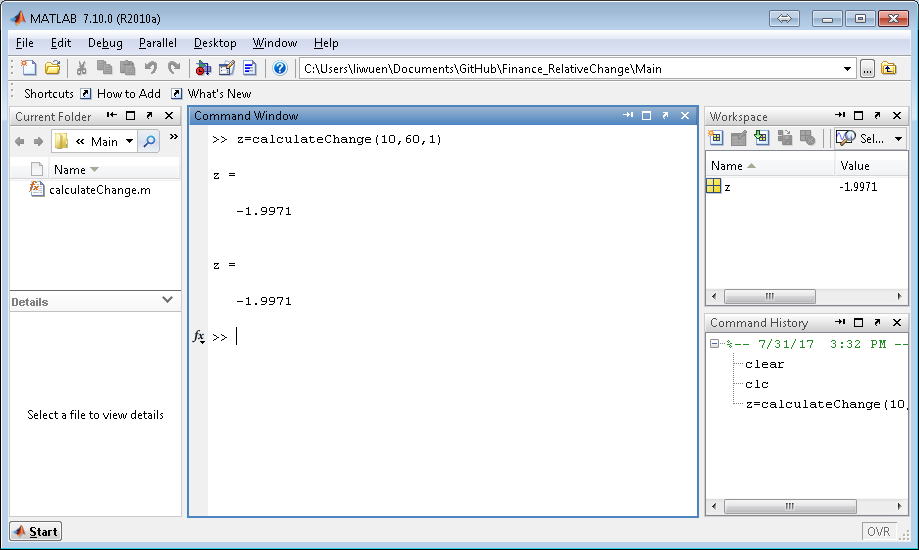 MATLAB 7.10.0 (R2010a)
File Edit Debug Parallel Desktop Window Help
C:\Users\liwuen\Documents\GitHub\Finance_RelativeChange\Main
Shortcuts How to Add What's New
Current Folder
« Main
Name
calculateChange.m
Details
Select a file to view details
Command Window
>> z=calculateChange(10,60,1)
z =
-1.9971
z =
-1.9971
fx >>
Workspace
Sel...
Name Value
z -1.9971
Command History
%-- 7/31/17 3:32 PM --
clear
clc
z=calculateChange(10,
Start
OVR